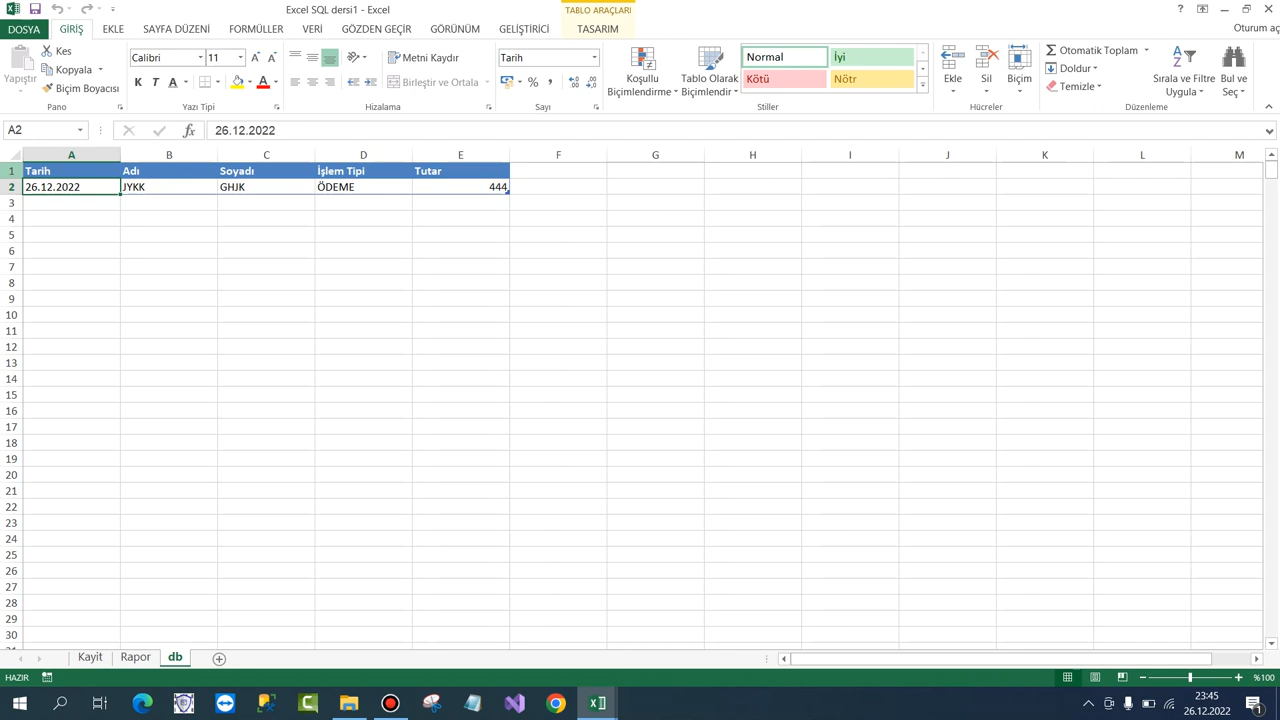 Excel SQL dersi1 - Excel
TABLO ARAÇLARI
DOSYA GİRİŞ EKLE SAYFA DÜZENİ FORMÜLLER VERİ GÖZDEN GEÇİR GÖRÜNÜM GELİŞTİRİCİ TASARIM
Oturum aç
Yapıştır
Kes
Kopyala
Biçim Boyacısı
Pano
Calibri 11
K T A
Yazı Tipi
Metni Kaydır
Birleştir ve Ortala
Hizalama
Tarih
%
Sayı
Koşullu Biçimlendirme
Tablo Olarak Biçimlendir
Normal İyi
Kötü Nötr
Stiller
Ekle Sil Biçim
Hücreler
Otomatik Toplam
Doldur
Temizle
Sırala ve Filtre Uygula
Bul ve Seç
Düzenleme
A2 fx 26.12.2022
A B C D E F G H I J K L M
1 Tarih Adı Soyadı İşlem Tipi Tutar
2 26.12.2022 JYKK GHJK ÖDEME 444
3
4
5
6
7
8
9
10
11
12
13
14
15
16
17
18
19
20
21
22
23
24
25
26
27
28
29
30
Kayit Rapor db
HAZIR %100
23:45
26.12.2022
1